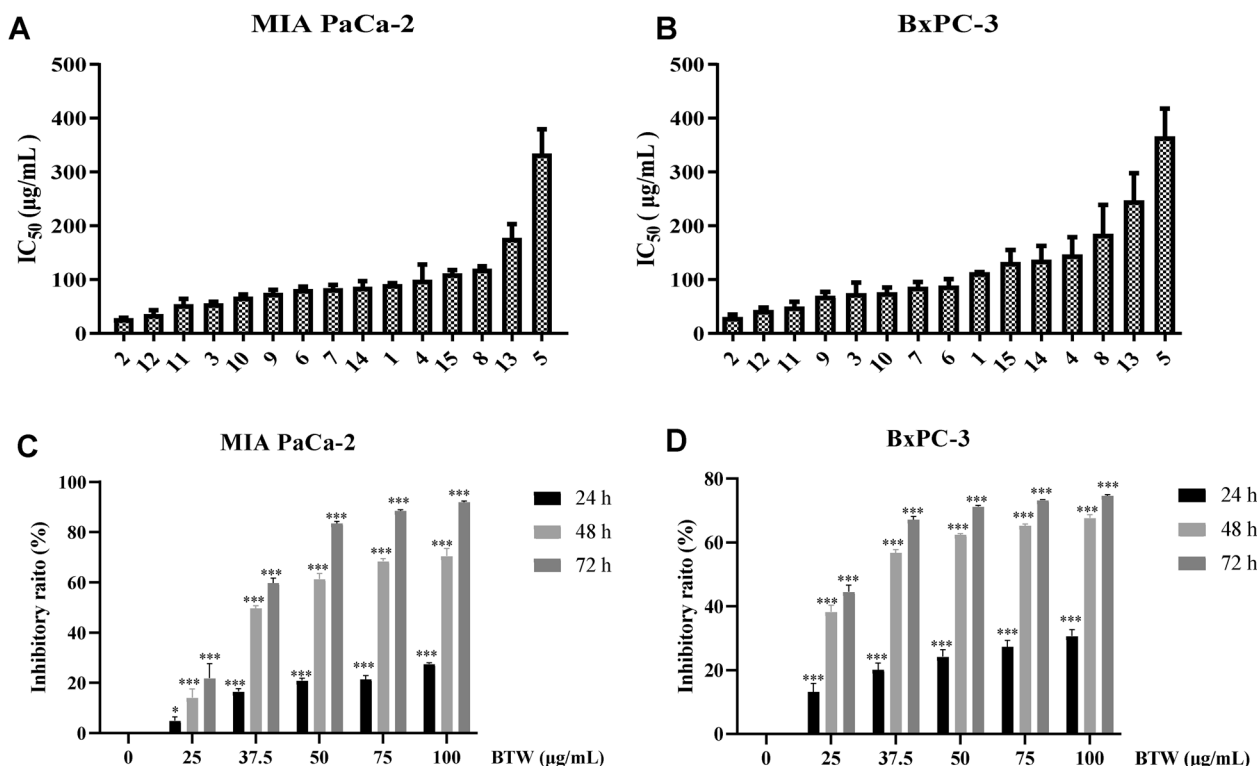 A
MIA PaCa-2
B
BxPC-3
IC50 (μg/mL )
500
400
300
200
100
0
2 12 11 3 10 9 6 7 14 1 4 15 8 13 5
IC50 ( μg/mL )
500
400
300
200
100
0
2 12 11 9 3 10 7 6 1 15 14 4 8 13 5
C
MIA PaCa-2
D
BxPC-3
Inhibitory raito (%)
100
80
60
40
20
0
* *** ***
*** *** ***
*** *** ***
*** *** ***
*** *** ***
24 h
48 h
72 h
0 25 37.5 50 75 100 BTW (μg/mL)
Inhibitory raito (%)
80
60
40
20
0
*** *** ***
*** *** ***
*** *** ***
*** *** ***
*** *** ***
24 h
48 h
72 h
0 25 37.5 50 75 100 BTW (μg/mL)